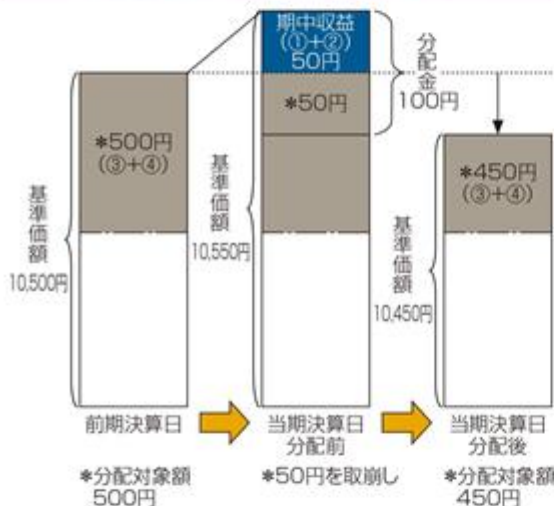 期中収益
(①+②)
50円
*50円
分配金
100円
*500円
(③+④)
*450円
(③+④)
基準価額
10,500円
基準価額
10,550円
基準価額
10,450円
前期決算日
当期決算日
分配前
当期決算日
分配後
*分配対象額
500円
*50円を取崩し
*分配対象額
450円